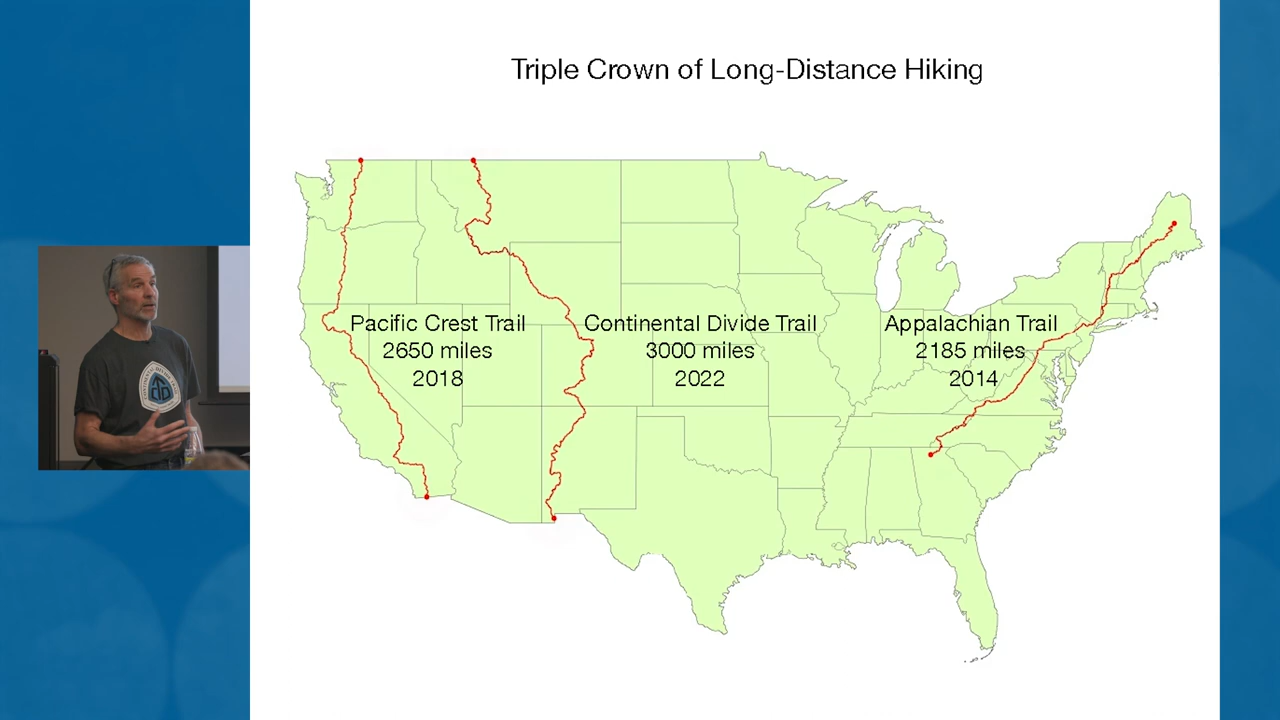 Triple Crown of Long-Distance Hiking
Pacific Crest Trail
2650 miles
2018
Continental Divide Trail
3000 miles
2022
Appalachian Trail
2185 miles
2014